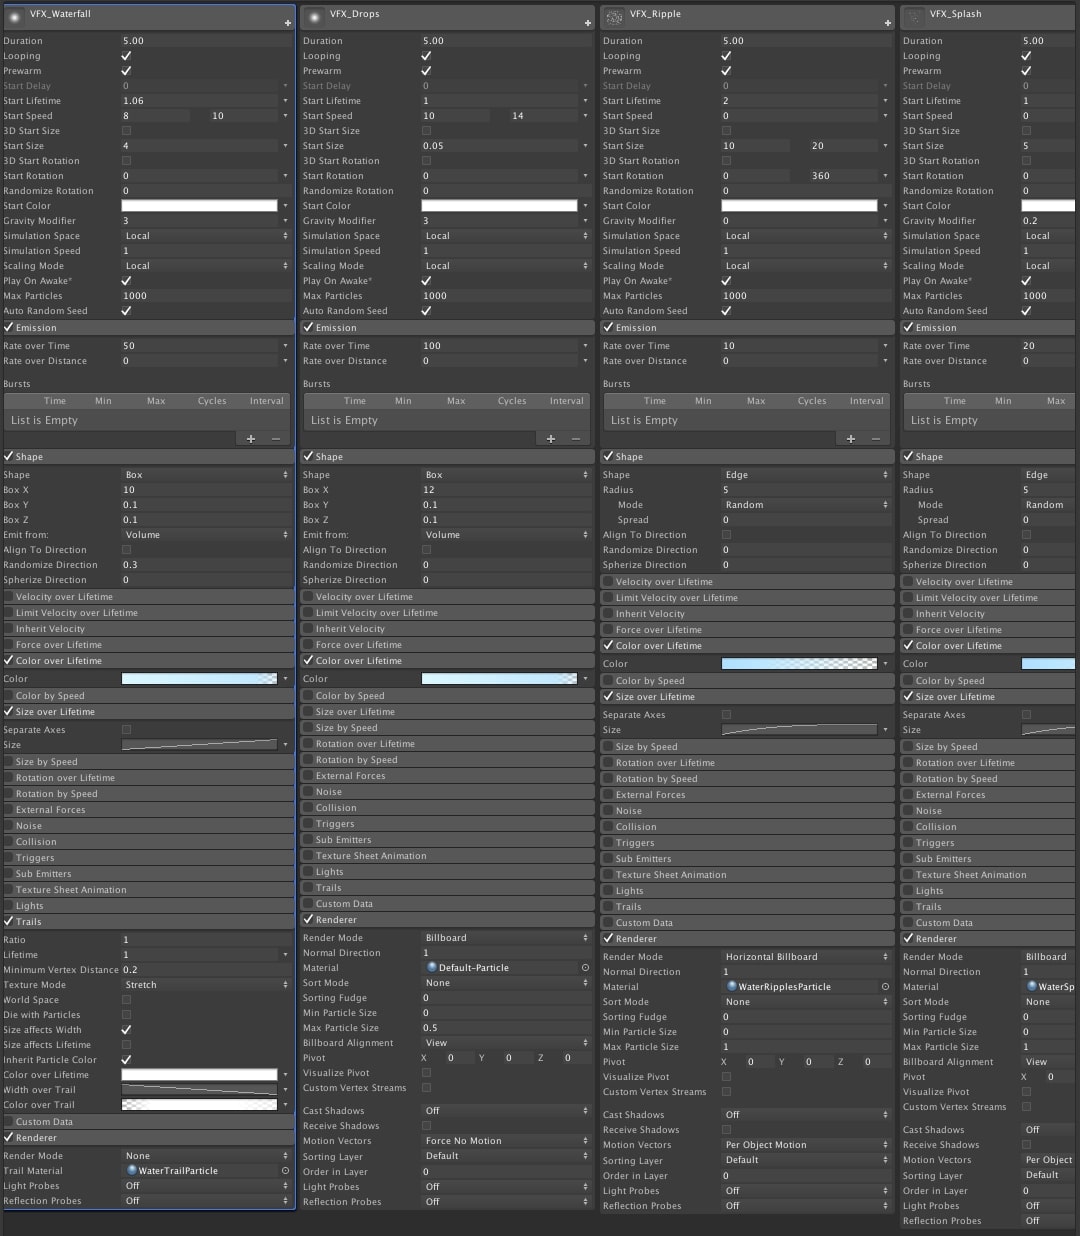 VFX_Waterfall
Duration 5.00
Looping
Prewarm
Start Delay 0
Start Lifetime 1.06
Start Speed 8 10
3D Start Size
Start Size 4
3D Start Rotation
Start Rotation 0
Randomize Rotation 0
Start Color
Gravity Modifier 3
Simulation Space Local
Simulation Speed 1
Scaling Mode Local
Play On Awake*
Max Particles 1000
Auto Random Seed
Emission
Rate over Time 50
Rate over Distance 0
Bursts
Time Min Max Cycles Interval
List is Empty
Shape
Shape Box
Box X 10
Box Y 0.1
Box Z 0.1
Emit from: Volume
Align To Direction
Randomize Direction 0.3
Spherize Direction 0
Velocity over Lifetime
Limit Velocity over Lifetime
Inherit Velocity
Force over Lifetime
Color over Lifetime
Color
Color by Speed
Size over Lifetime
Separate Axes
Size
Size by Speed
Rotation over Lifetime
Rotation by Speed
External Forces
Noise
Collision
Triggers
Sub Emitters
Texture Sheet Animation
Lights
Trails
Ratio 1
Lifetime 1
Minimum Vertex Distance 0.2
Texture Mode Stretch
World Space
Die with Particles
Size affects Width
Size affects Lifetime
Inherit Particle Color
Color over Lifetime
Width over Trail
Color over Trail
Custom Data
Renderer
Render Mode None
Trail Material WaterTrailParticle
Light Probes Off
Reflection Probes Off
VFX_Drops
Duration 5.00
Looping
Prewarm
Start Delay 0
Start Lifetime 1
Start Speed 10 14
3D Start Size
Start Size 0.05
3D Start Rotation
Start Rotation 0
Randomize Rotation 0
Start Color
Gravity Modifier 3
Simulation Space Local
Simulation Speed 1
Scaling Mode Local
Play On Awake*
Max Particles 1000
Auto Random Seed
Emission
Rate over Time 100
Rate over Distance 0
Bursts
Time Min Max Cycles Interval
List is Empty
Shape
Shape Box
Box X 12
Box Y 0.1
Box Z 0.1
Emit from: Volume
Align To Direction
Randomize Direction 0
Spherize Direction 0
Velocity over Lifetime
Limit Velocity over Lifetime
Inherit Velocity
Force over Lifetime
Color over Lifetime
Color
Color by Speed
Size over Lifetime
Size by Speed
Rotation over Lifetime
Rotation by Speed
External Forces
Noise
Collision
Triggers
Sub Emitters
Texture Sheet Animation
Lights
Trails
Custom Data
Renderer
Render Mode Billboard
Normal Direction 1
Material Default-Particle
Sort Mode None
Sorting Fudge 0
Min Particle Size 0
Max Particle Size 0.5
Billboard Alignment View
Pivot X 0 Y 0 Z 0
Visualize Pivot
Custom Vertex Streams
Cast Shadows Off
Receive Shadows
Motion Vectors Force No Motion
Sorting Layer Default
Order in Layer 0
Light Probes Off
Reflection Probes Off
VFX_Ripple
Duration 5.00
Looping
Prewarm
Start Delay 0
Start Lifetime 2
Start Speed 0
3D Start Size
Start Size 10 20
3D Start Rotation
Start Rotation 0 360
Randomize Rotation 0
Start Color
Gravity Modifier 0
Simulation Space Local
Simulation Speed 1
Scaling Mode Local
Play On Awake*
Max Particles 1000
Auto Random Seed
Emission
Rate over Time 10
Rate over Distance 0
Bursts
Time Min Max Cycles Interval
List is Empty
Shape
Shape Edge
Radius 5
Mode Random
Spread 0
Align To Direction
Randomize Direction 0
Spherize Direction 0
Velocity over Lifetime
Limit Velocity over Lifetime
Inherit Velocity
Force over Lifetime
Color over Lifetime
Color
Color by Speed
Size over Lifetime
Separate Axes
Size
Size by Speed
Rotation over Lifetime
Rotation by Speed
External Forces
Noise
Collision
Triggers
Sub Emitters
Texture Sheet Animation
Lights
Trails
Custom Data
Renderer
Render Mode Horizontal Billboard
Normal Direction 1
Material WaterRipplesParticle
Sort Mode None
Sorting Fudge 0
Min Particle Size 0
Max Particle Size 1
Pivot X 0 Y 0 Z 0
Visualize Pivot
Custom Vertex Streams
Cast Shadows Off
Receive Shadows
Motion Vectors Per Object Motion
Sorting Layer Default
Order in Layer 0
Light Probes Off
Reflection Probes Off
VFX_Splash
Duration 5.00
Looping
Prewarm
Start Delay 0
Start Lifetime 1
Start Speed 0
3D Start Size
Start Size 5
3D Start Rotation
Start Rotation 0
Randomize Rotation 0
Start Color
Gravity Modifier 0.2
Simulation Space Local
Simulation Speed 1
Scaling Mode Local
Play On Awake*
Max Particles 1000
Auto Random Seed
Emission
Rate over Time 20
Rate over Distance 0
Bursts
Time Min Max
List is Empty
Shape
Shape Edge
Radius 5
Mode Random
Spread 0
Align To Direction
Randomize Direction 0
Spherize Direction 0
Velocity over Lifetime
Limit Velocity over Lifetime
Inherit Velocity
Force over Lifetime
Color over Lifetime
Color
Color by Speed
Size over Lifetime
Separate Axes
Size
Size by Speed
Rotation over Lifetime
Rotation by Speed
External Forces
Noise
Collision
Triggers
Sub Emitters
Texture Sheet Animation
Lights
Trails
Custom Data
Renderer
Render Mode Billboard
Normal Direction 1
Material WaterSp
Sort Mode None
Sorting Fudge 0
Min Particle Size 0
Max Particle Size 1
Billboard Alignment View
Pivot X 0
Visualize Pivot
Custom Vertex Streams
Cast Shadows Off
Receive Shadows
Motion Vectors Per Object
Sorting Layer Default
Order in Layer 0
Light Probes Off
Reflection Probes Off